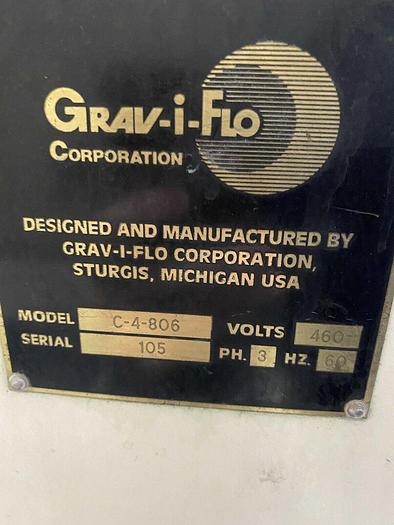 GRAV-i-FLO
CORPORATION
DESIGNED AND MANUFACTURED BY
GRAV-I-FLO CORPORATION,
STURGIS, MICHIGAN USA
MODEL C-4-806 VOLTS 460
SERIAL 105 PH. 3 HZ. 60